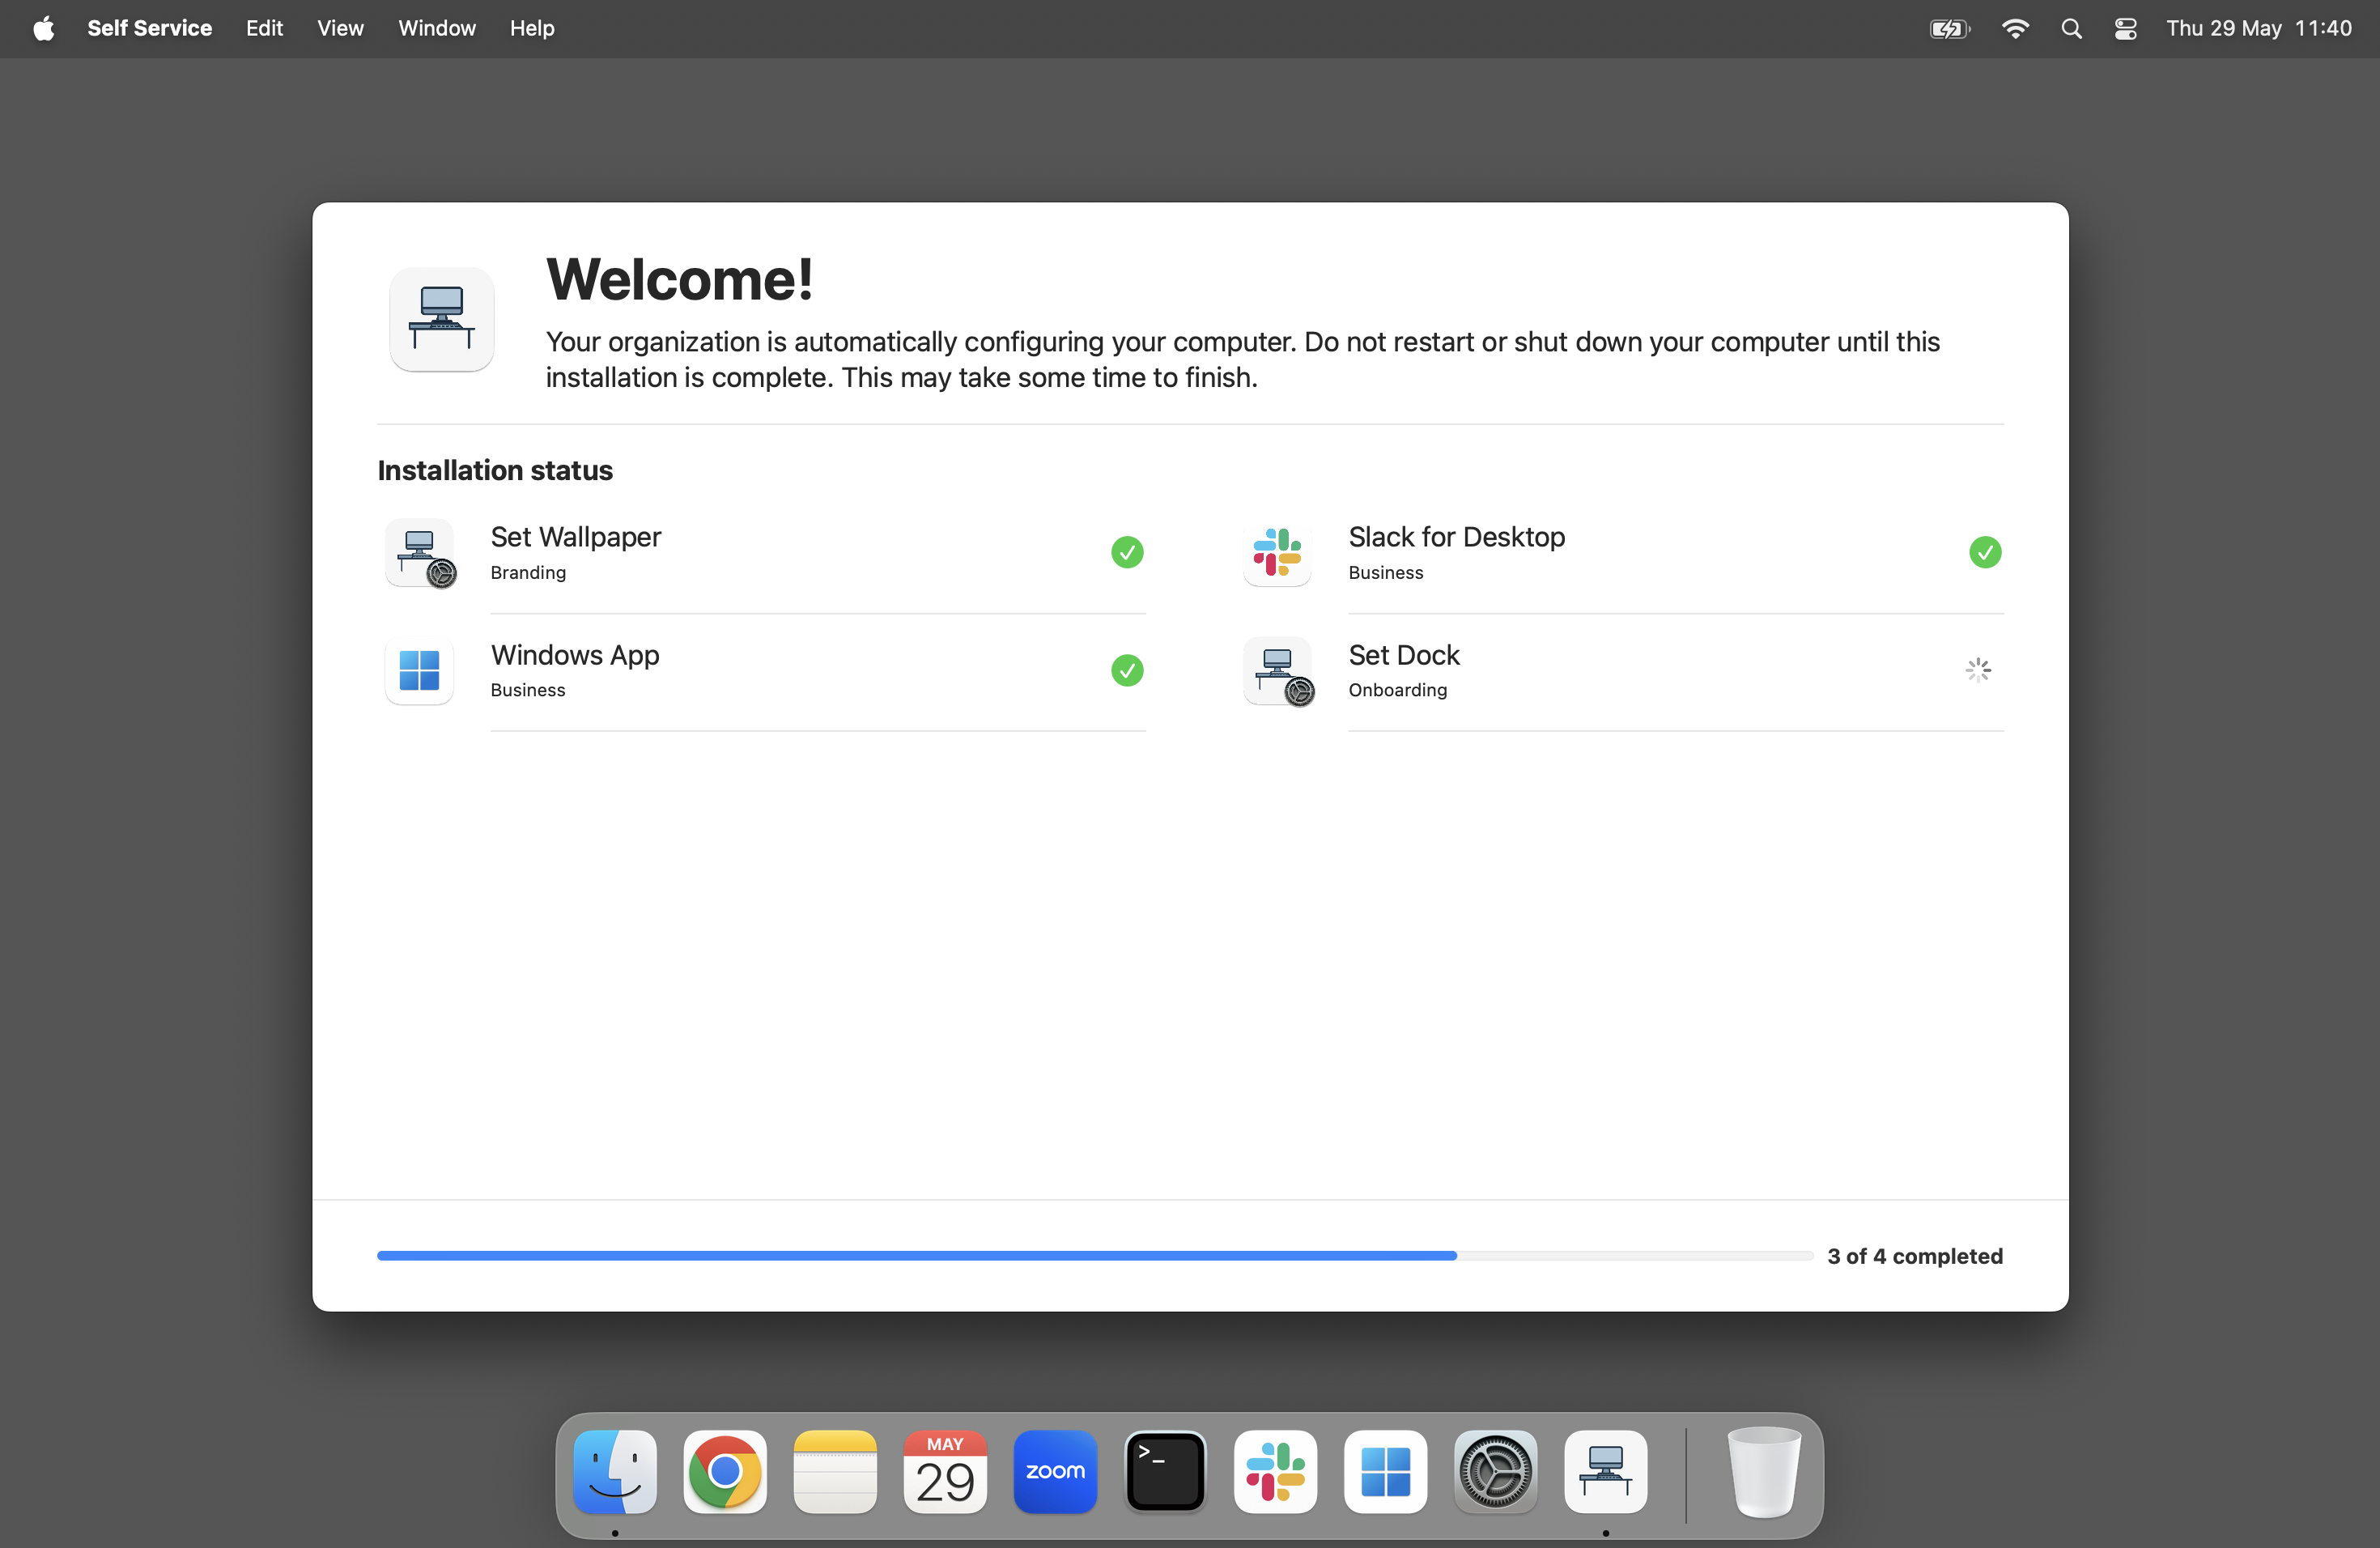 Self Service Edit View Window Help Thu 29 May 11:40
Welcome!
Your organization is automatically configuring your computer. Do not restart or shut down your computer until this
installation is complete. This may take some time to finish.
Installation status
Set Wallpaper
Branding
Slack for Desktop
Business
Windows App
Business
Set Dock
Onboarding
3 of 4 completed
MAY
29
zoom
>_